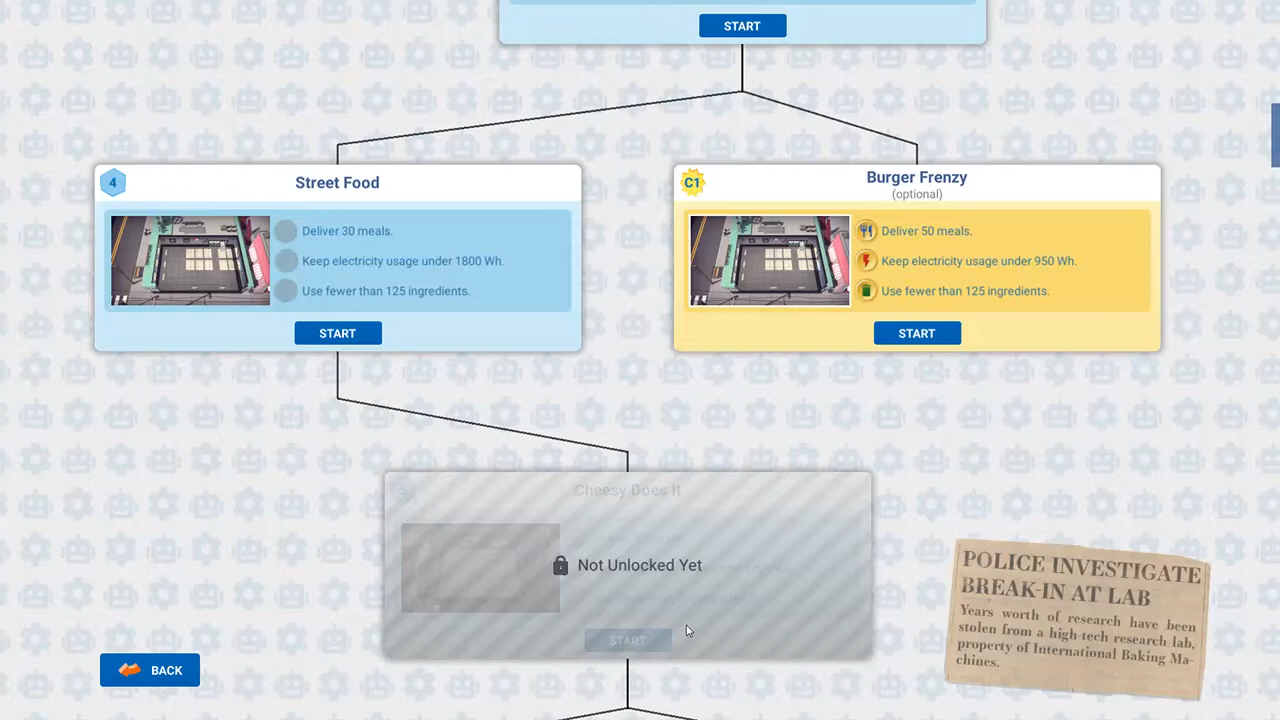 START
4
Street Food
Deliver 30 meals.
Keep electricity usage under 1800 Wh.
Use fewer than 125 ingredients.
START
C1
Burger Frenzy
(optional)
Deliver 50 meals.
Keep electricity usage under 950 Wh.
Use fewer than 125 ingredients.
START
Cheesy Does It
Not Unlocked Yet
START
POLICE INVESTIGATE
BREAK-IN AT LAB
Years worth of research have been
stolen from a high-tech research lab,
property of International Baking Ma-
chines.
BACK